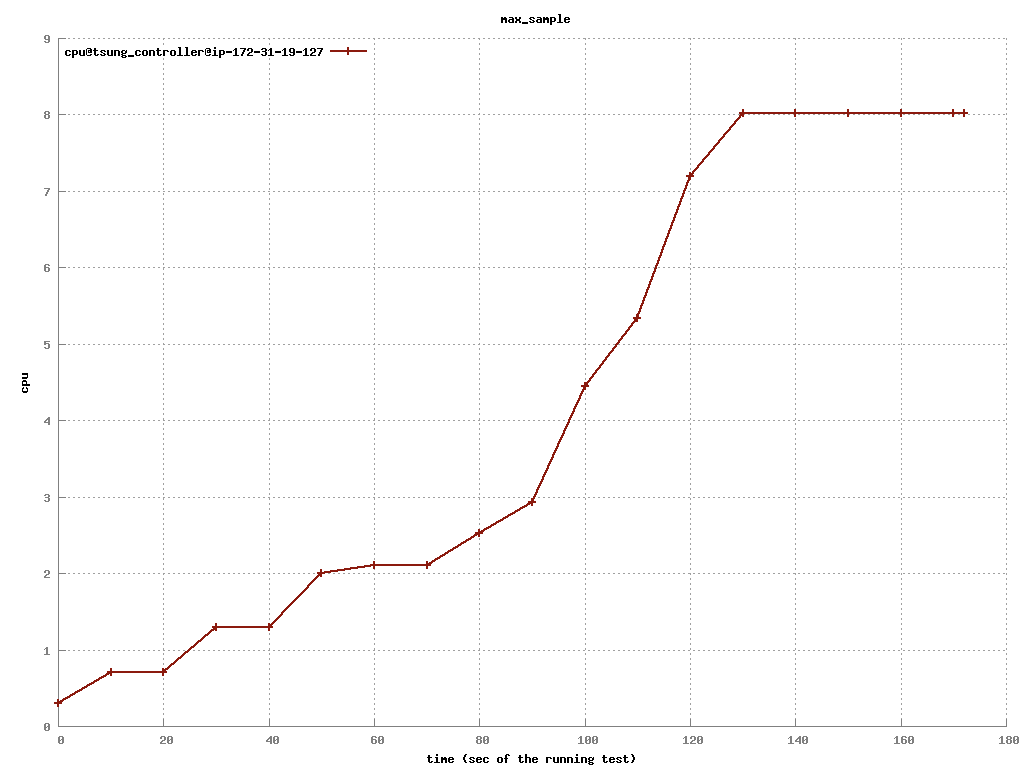 max_sample
cpu@tsung_controller@ip-172-31-19-127
9
8
7
6
5
4
3
2
1
0
cpu
0 20 40 60 80 100 120 140 160 180
time (sec of the running test)